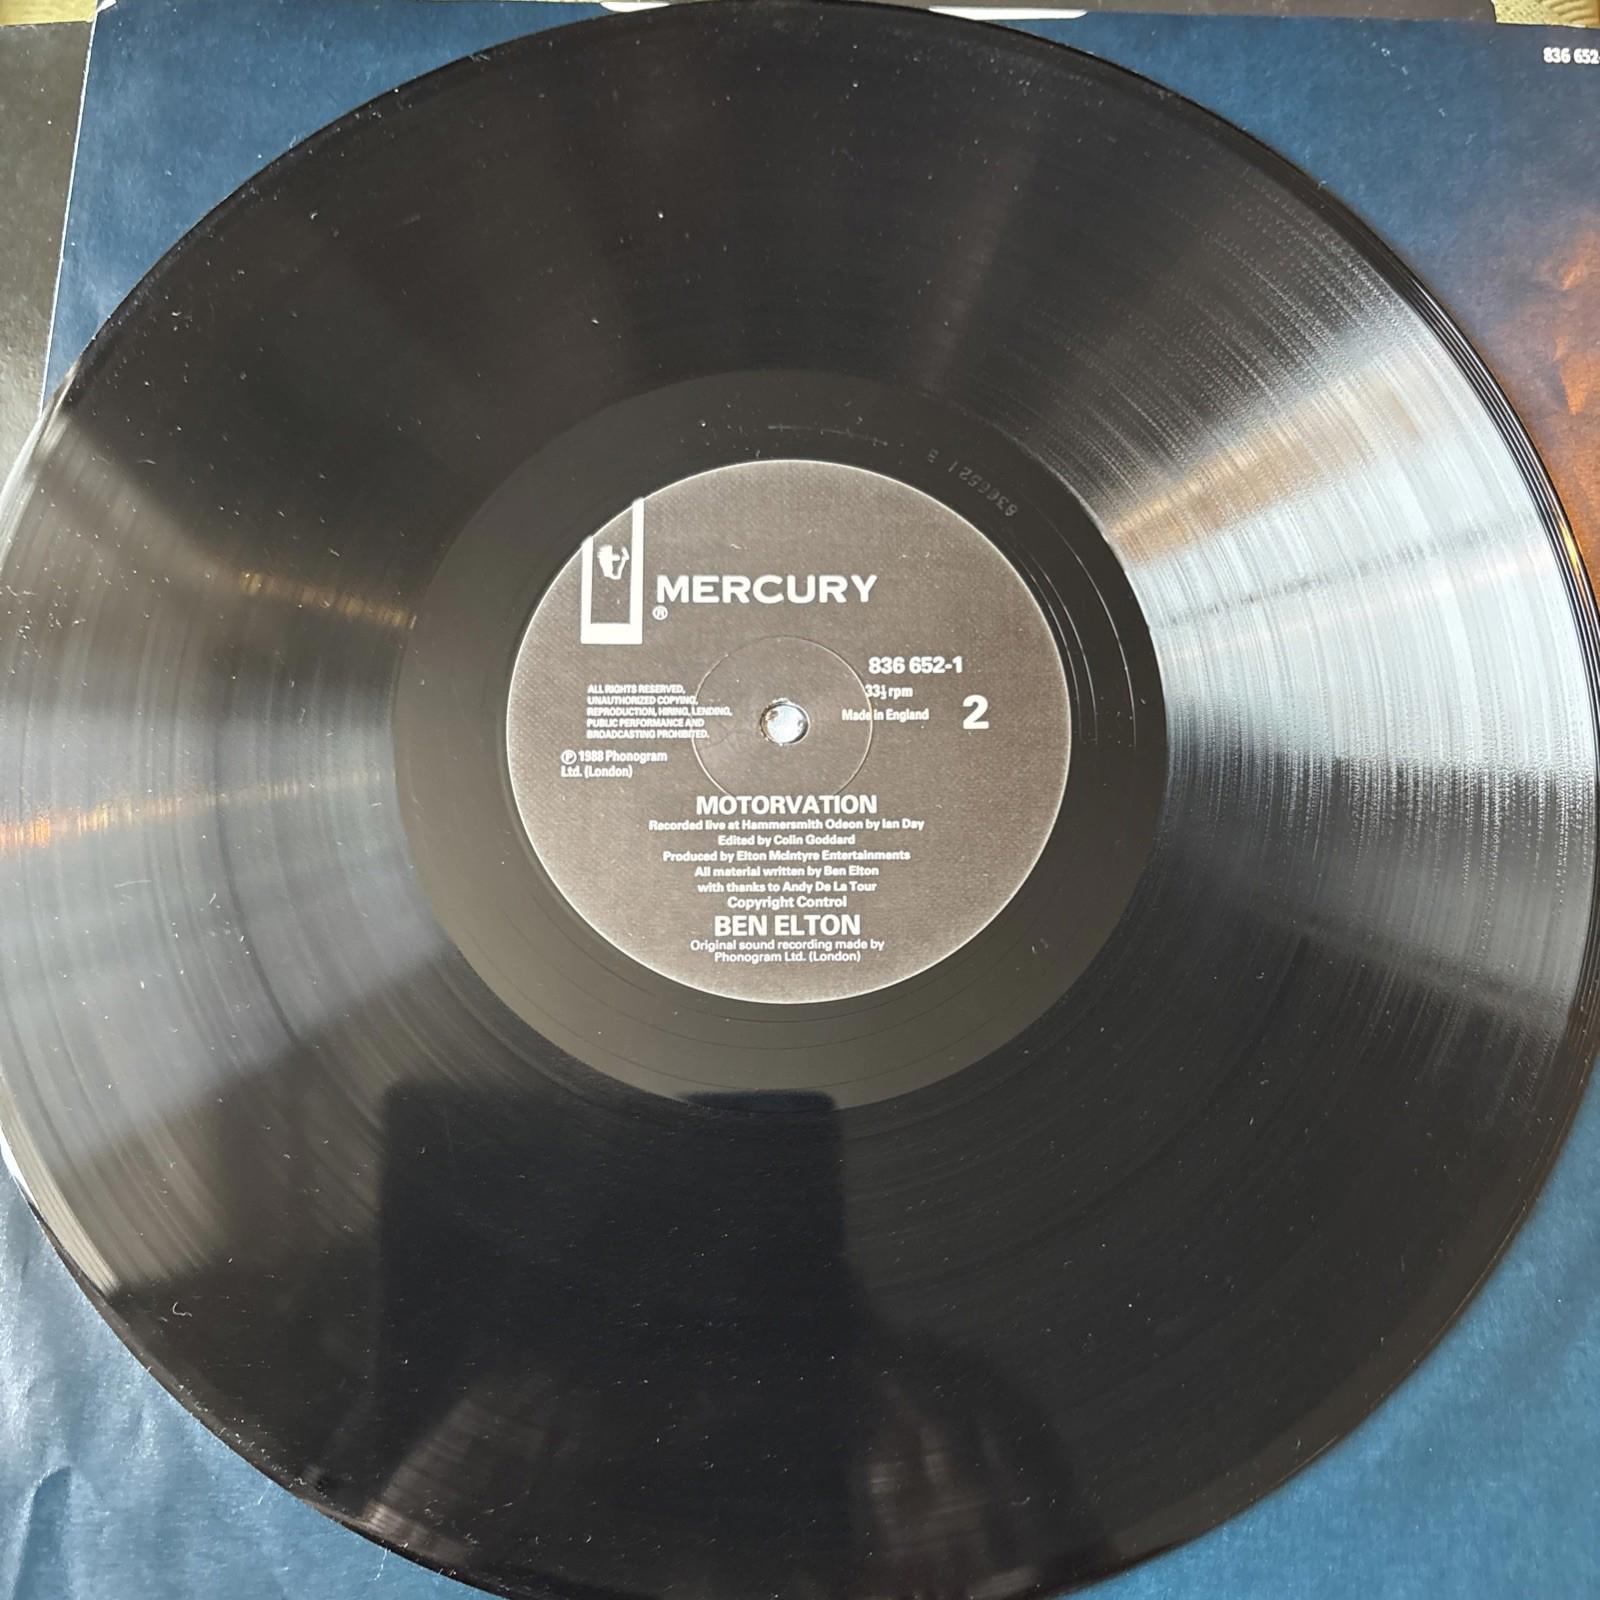 836 652-
8366521 B
MERCURY
®
836 652-1
33⅓ rpm
Made in England
2
ALL RIGHTS RESERVED,
UNAUTHORIZED COPYING,
REPRODUCTION, HIRING, LENDING,
PUBLIC PERFORMANCE AND
BROADCASTING PROHIBITED.
℗ 1988 Phonogram
Ltd. (London)
MOTORVATION
Recorded live at Hammersmith Odeon by Ian Day
Edited by Colin Goddard
Produced by Elton McIntyre Entertainments
All material written by Ben Elton
with thanks to Andy De La Tour
Copyright Control
BEN ELTON
Original sound recording made by
Phonogram Ltd. (London)